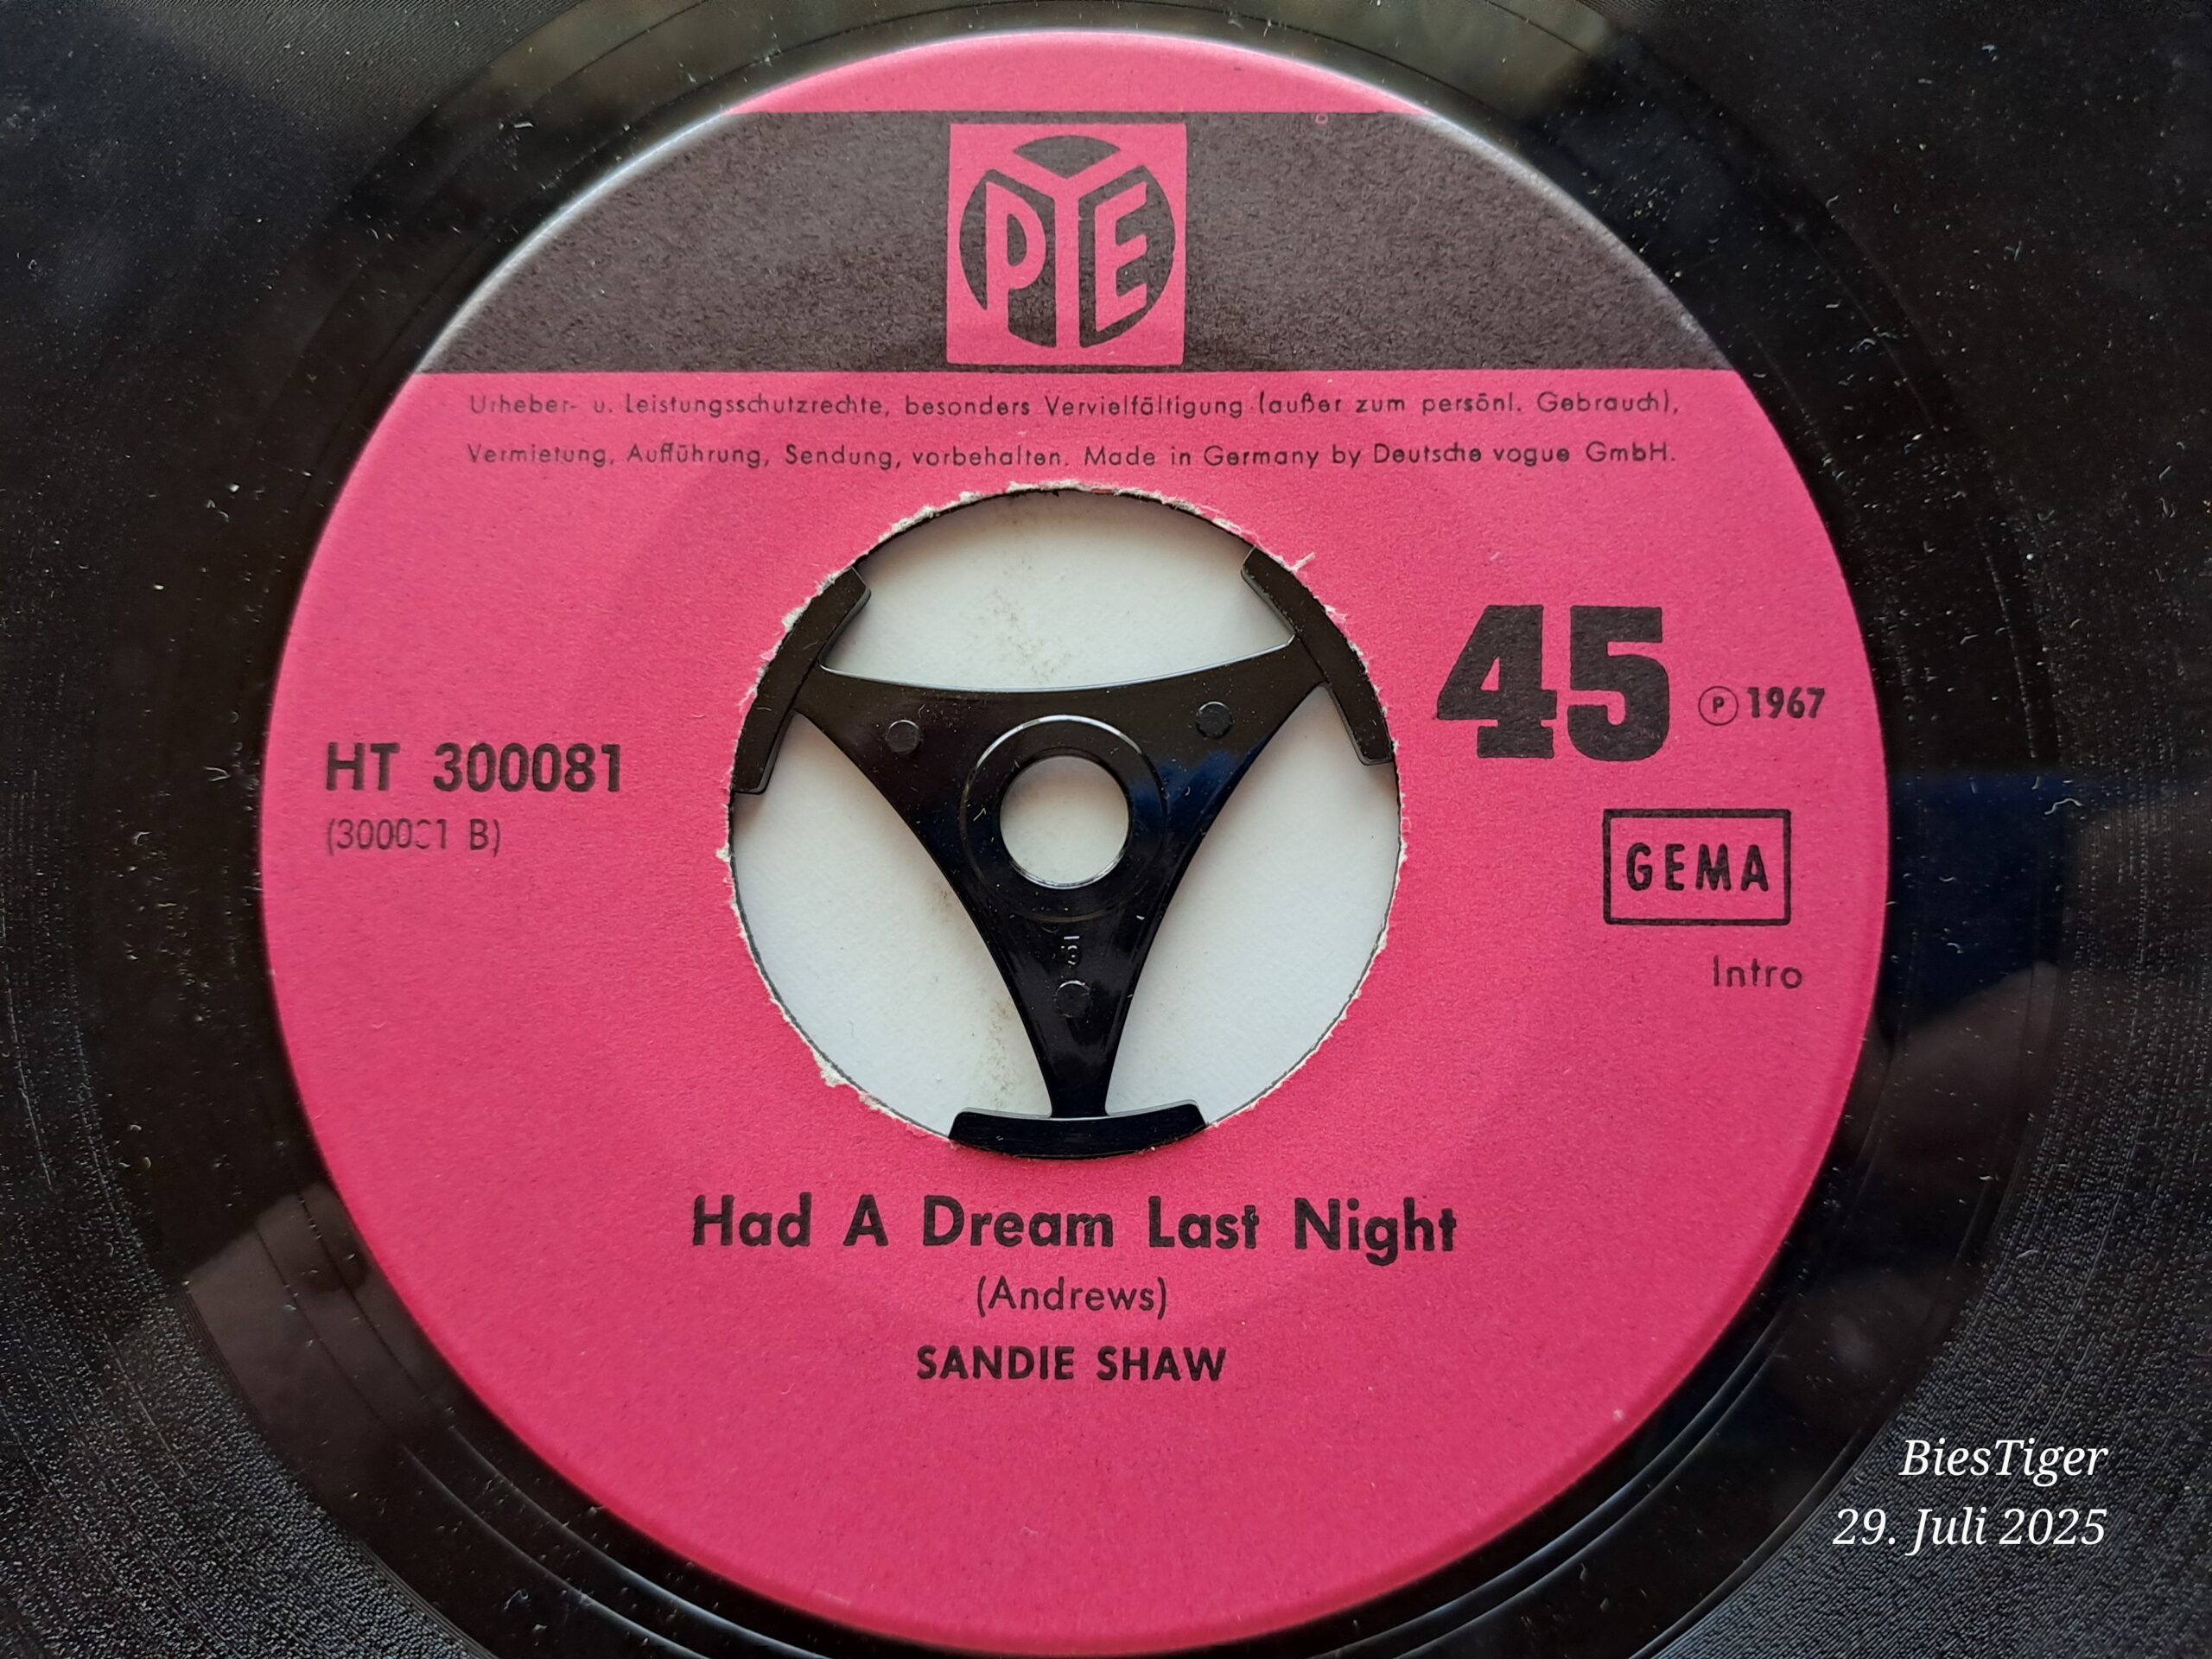 PYE
Urheber- u. Leistungsschutzrechte, besonders Vervielfältigung (außer zum persönl. Gebrauch),
Vermietung, Aufführung, Sendung, vorbehalten. Made in Germany by Deutsche vogue GmbH.
45 Ⓟ 1967
HT 300081
(300081 B)
GEMA
Intro
Had A Dream Last Night
(Andrews)
SANDIE SHAW
BiesTiger
29. Juli 2025